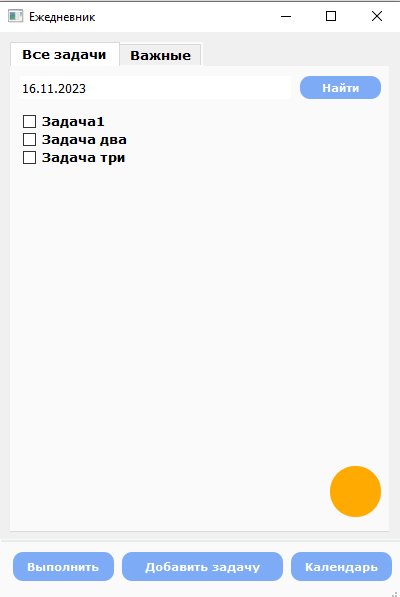 Ежедневник
Все задачи Важные
16.11.2023 Найти
Задача1
Задача два
Задача три
Выполнить Добавить задачу Календарь